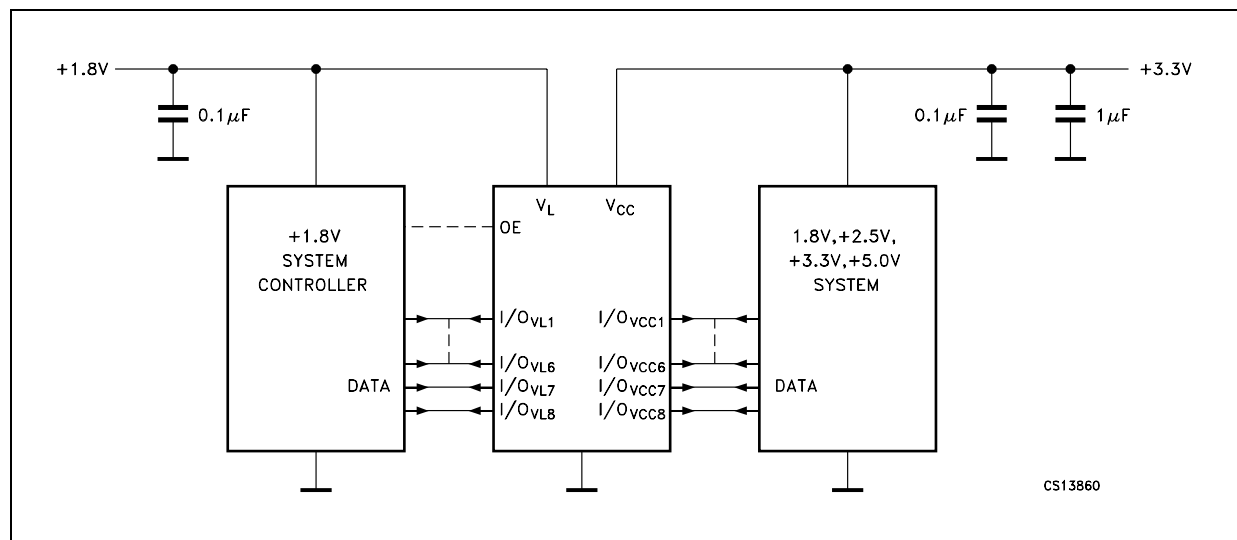 +1.8V
+3.3V
0.1μF
0.1μF
1μF
V_L
V_CC
OE
+1.8V
SYSTEM
CONTROLLER
1.8V,+2.5V,
+3.3V,+5.0V
SYSTEM
I/O_VL1
I/O_VCC1
I/O_VL6
I/O_VCC6
DATA
I/O_VL7
I/O_VCC7
DATA
I/O_VL8
I/O_VCC8
CS13860